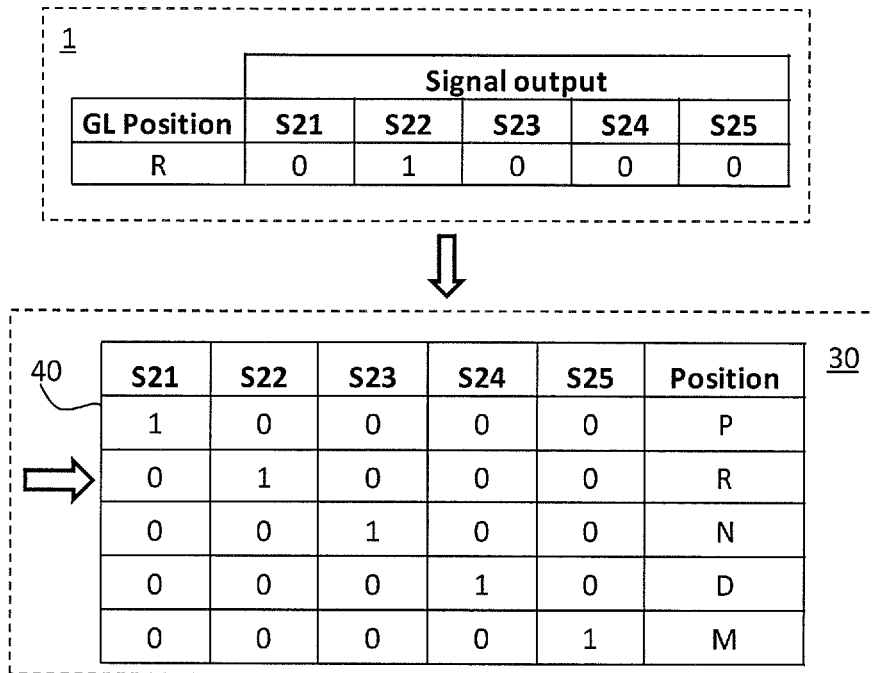 1
Signal output
GL Position S21 S22 S23 S24 S25
R 0 1 0 0 0
30
40
S21 S22 S23 S24 S25 Position
1 0 0 0 0 P
0 1 0 0 0 R
0 0 1 0 0 N
0 0 0 1 0 D
0 0 0 0 1 M